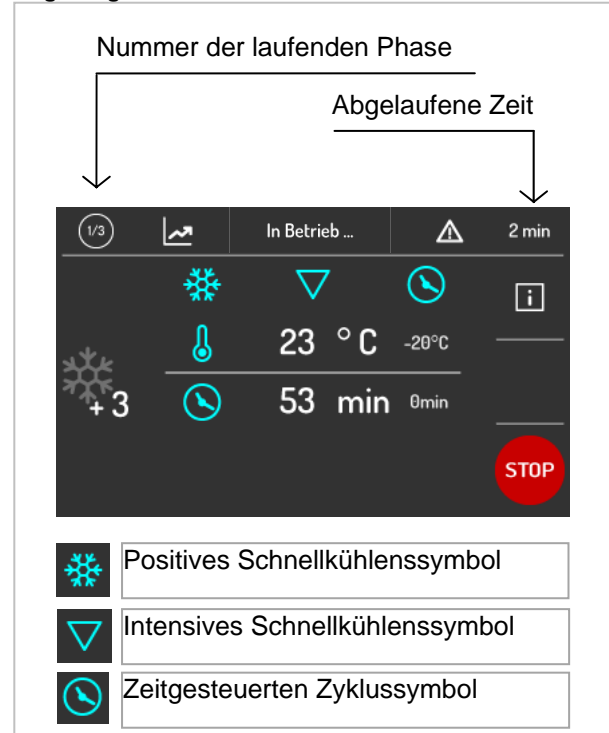 Nummer der laufenden Phase
Abgelaufene Zeit
1/3 In Betrieb ... 2 min
i
23 °C -20°C
+3
53 min 0min
STOP
Positives Schnellkühlenssymbol
Intensives Schnellkühlenssymbol
Zeitgesteuerten Zyklussymbol